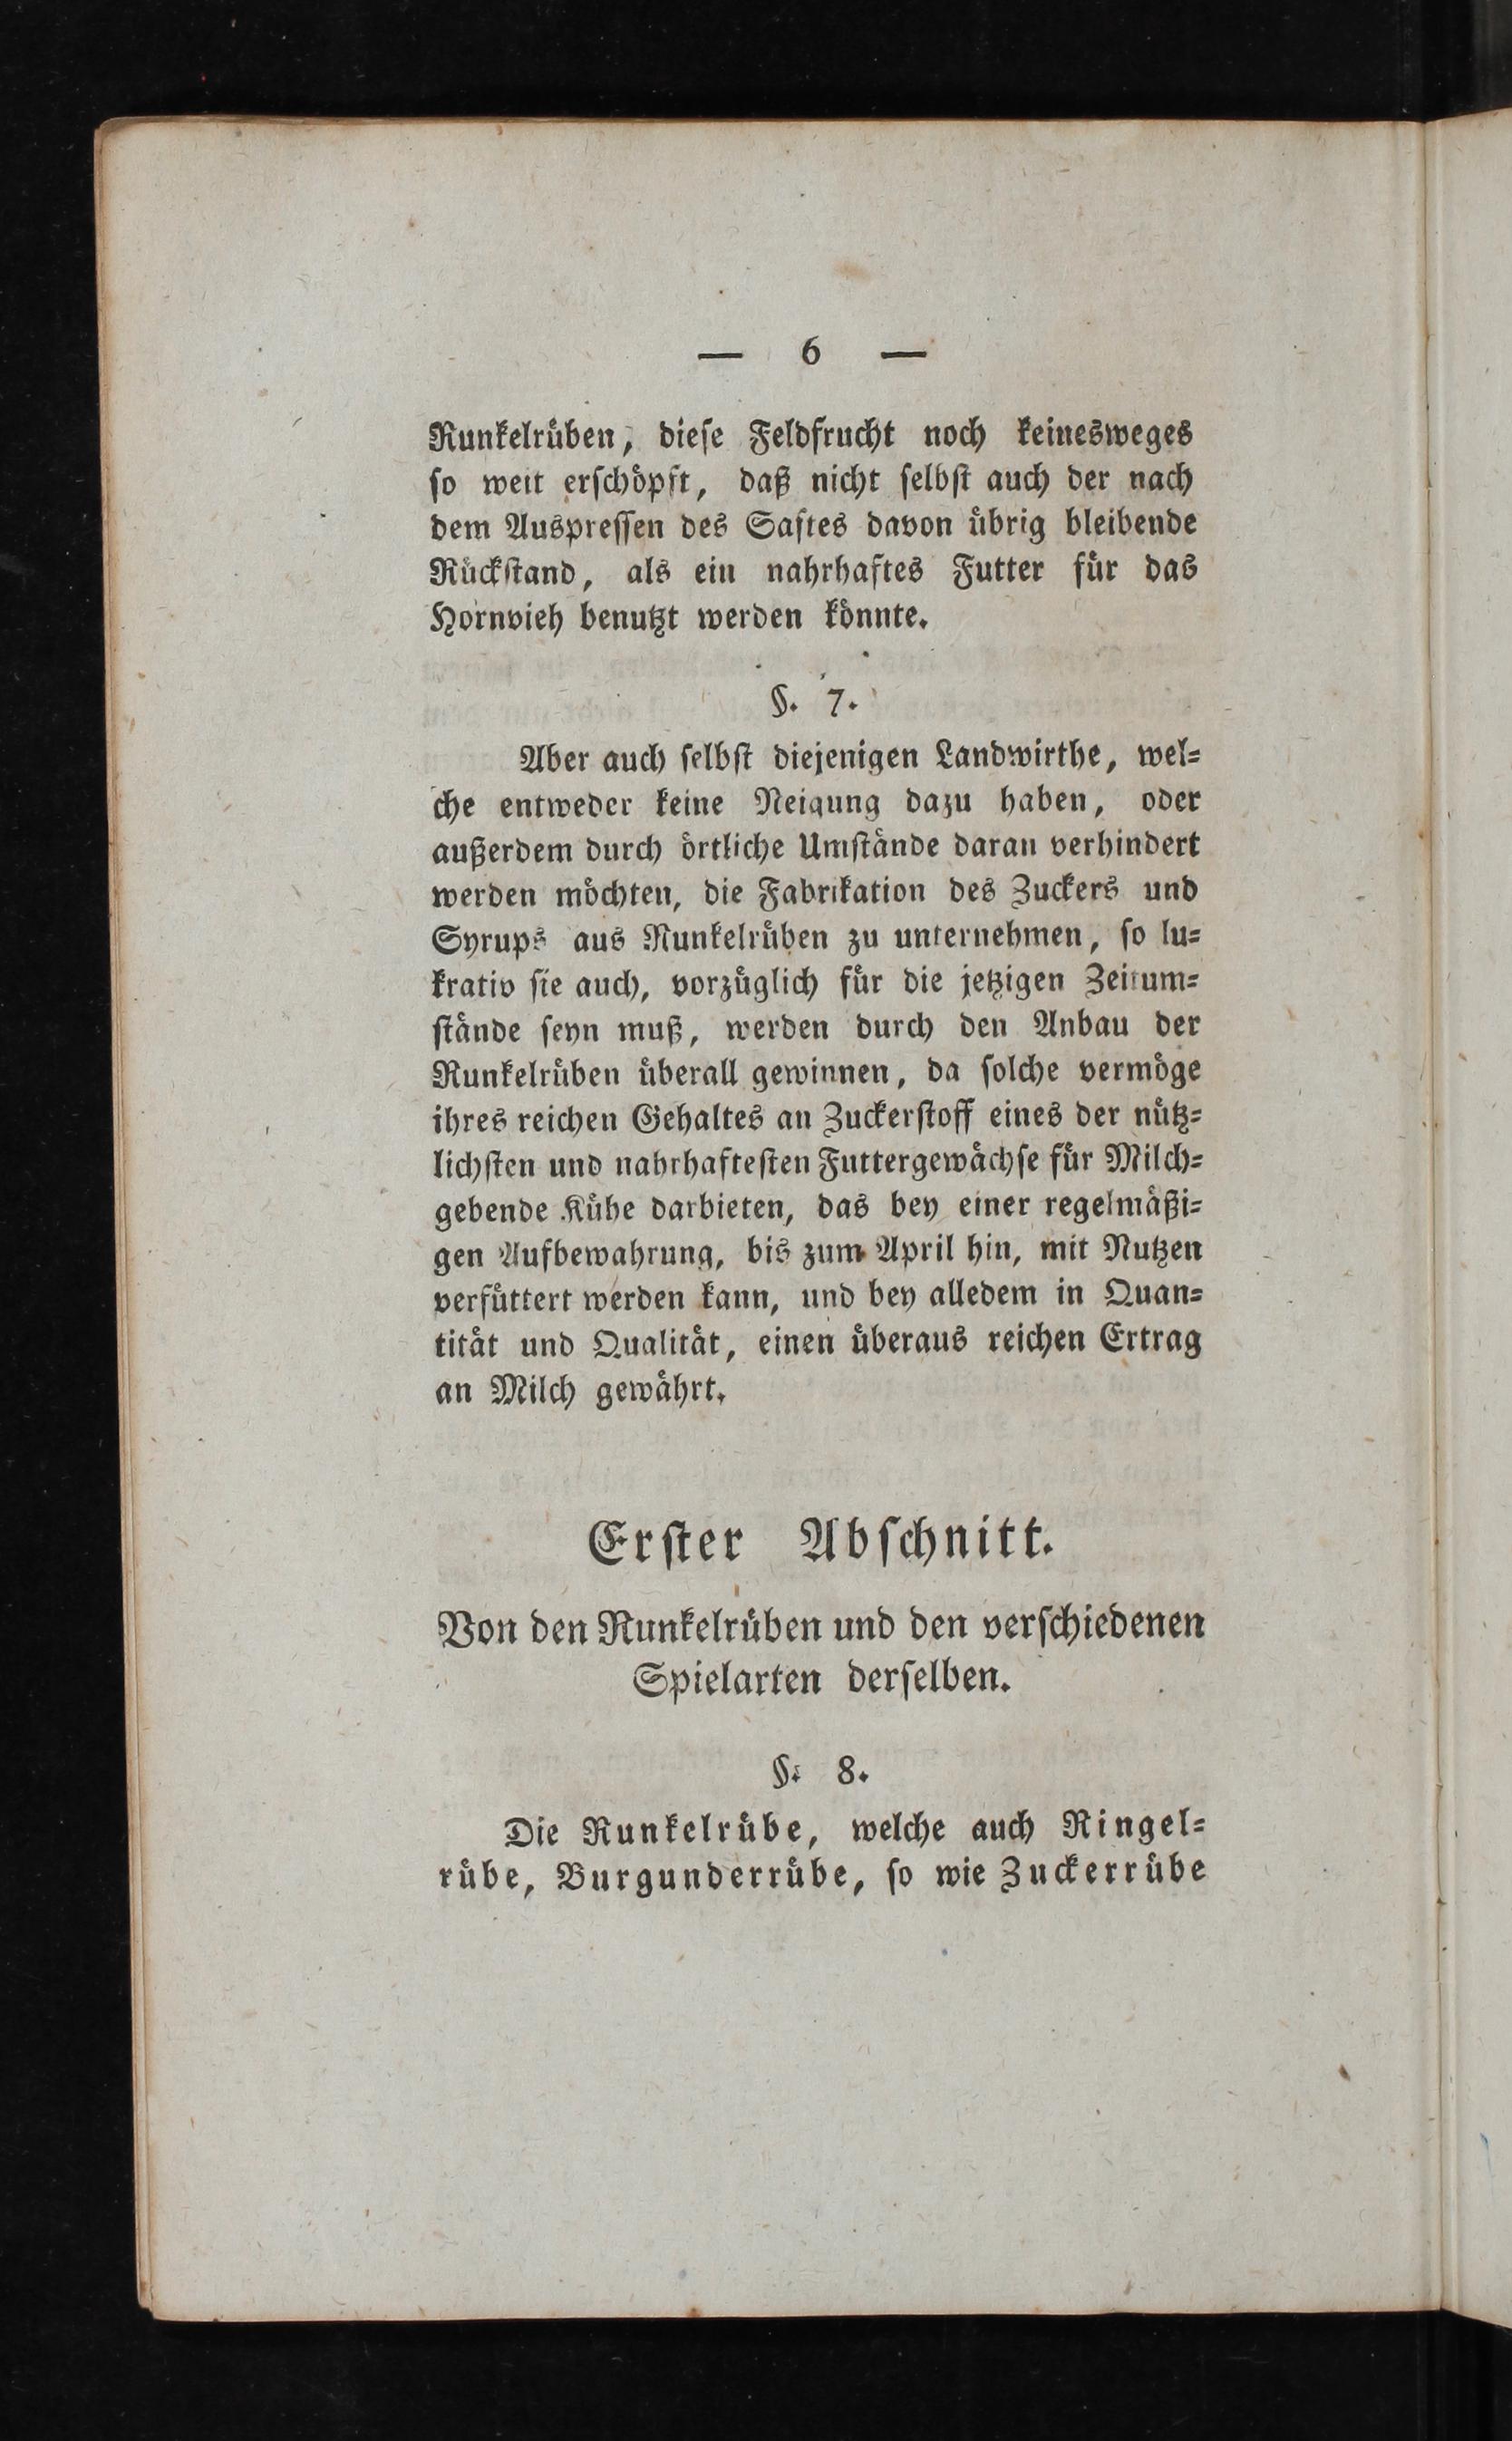 — 6 —
Runkelrüben, diese Feldfrucht noch keinesweges
so weit erschöpft, daß nicht selbst auch der nach
dem Auspressen des Saftes davon übrig bleibende
Rückstand, als ein nahrhaftes Futter für das
Hornvieh benutzt werden könnte.
§. 7.
Aber auch selbst diejenigen Landwirthe, wel-
che entweder keine Neigung dazu haben, oder
außerdem durch örtliche Umstände daran verhindert
werden möchten, die Fabrikation des Zuckers und
Syrups aus Runkelrüben zu unternehmen, so lu-
krativ sie auch, vorzüglich für die jetzigen Zeitum-
stände seyn muß, werden durch den Anbau der
Runkelrüben überall gewinnen, da solche vermöge
ihres reichen Gehaltes an Zuckerstoff eines der nütz-
lichsten und nahrhaftesten Futtergewächse für Milch-
gebende Kühe darbieten, das bey einer regelmäßi-
gen Aufbewahrung, bis zum April hin, mit Nutzen
verfüttert werden kann, und bey alledem in Quan-
tität und Qualität, einen überaus reichen Ertrag
an Milch gewährt.
Erster Abschnitt.
Von den Runkelrüben und den verschiedenen
Spielarten derselben.
§. 8.
Die Runkelrübe, welche auch Ringel-
rübe, Burgunderrübe, so wie Zuckerrübe